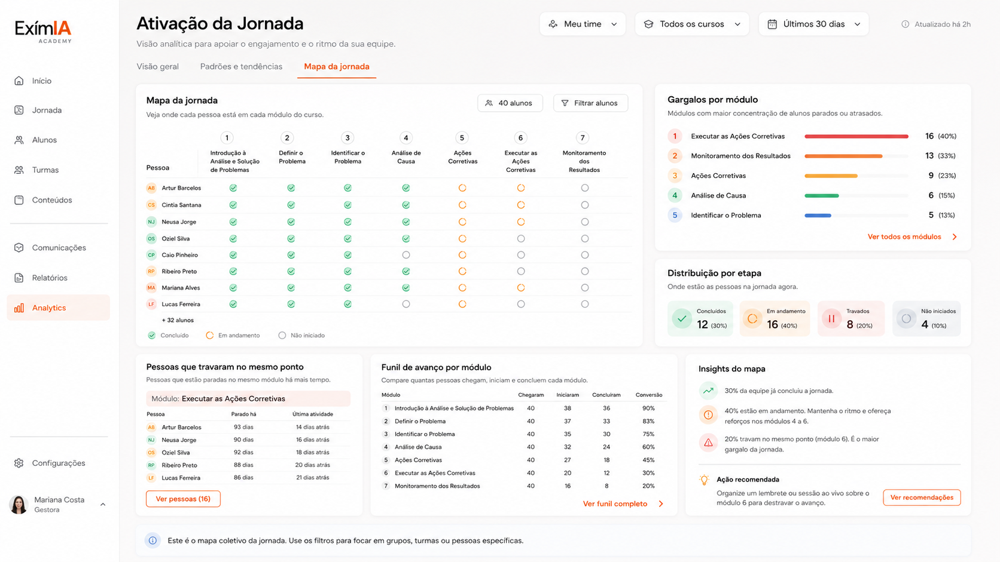 ExímIA
ACADEMY
Início
Jornada
Alunos
Turmas
Conteúdos
Comunicações
Relatórios
Analytics
Configurações
Mariana Costa
Gestora
Ativação da Jornada
Visão analítica para apoiar o engajamento e o ritmo da sua equipe.
Meu time
Todos os cursos
Últimos 30 dias
Atualizado há 2h
Visão geral
Padrões e tendências
Mapa da jornada
Mapa da jornada
Veja onde cada pessoa está em cada módulo do curso.
40 alunos
Filtrar alunos
Pessoa
1
Introdução à
Análise e Solução
de Problemas
2
Definir o
Problema
3
Identificar o
Problema
4
Análise de
Causa
5
Ações
Corretivas
6
Executar as
Ações
Corretivas
7
Monitoramento
dos
Resultados
AB Artur Barcelos
CS Cintia Santana
NJ Neusa Jorge
OS Oziel Silva
CP Caio Pinheiro
RP Ribeiro Preto
MA Mariana Alves
LF Lucas Ferreira
+ 32 alunos
Concluído
Em andamento
Não iniciado
Gargalos por módulo
Módulos com maior concentração de alunos parados ou atrasados.
1 Executar as Ações Corretivas 16 (40%)
2 Monitoramento dos Resultados 13 (33%)
3 Ações Corretivas 9 (23%)
4 Análise de Causa 6 (15%)
5 Identificar o Problema 5 (13%)
Ver todos os módulos
Distribuição por etapa
Onde estão as pessoas na jornada agora.
Concluídos
12 (30%)
Em andamento
16 (40%)
Travados
8 (20%)
Não iniciados
4 (10%)
Pessoas que travaram no mesmo ponto
Pessoas que estão paradas no mesmo módulo há mais tempo.
Módulo: Executar as Ações Corretivas
Pessoa Parado há Última atividade
AB Artur Barcelos 93 dias 14 dias atrás
NJ Neusa Jorge 90 dias 16 dias atrás
OS Oziel Silva 92 dias 18 dias atrás
RP Ribeiro Preto 88 dias 20 dias atrás
LF Lucas Ferreira 86 dias 21 dias atrás
Ver pessoas (16)
Funil de avanço por módulo
Compare quantas pessoas chegam, iniciam e concluem cada módulo.
Módulo Chegaram Iniciaram Concluíram Conversão
1 Introdução à Análise e Solução de Problemas 40 38 36 90%
2 Definir o Problema 40 37 33 83%
3 Identificar o Problema 40 35 30 75%
4 Análise de Causa 40 32 24 60%
5 Ações Corretivas 40 27 18 45%
6 Executar as Ações Corretivas 40 20 12 30%
7 Monitoramento dos Resultados 40 16 8 20%
Ver funil completo
Insights do mapa
30% da equipe já concluiu a jornada.
40% estão em andamento. Mantenha o ritmo e ofereça
reforços nos módulos 4 a 6.
20% travam no mesmo ponto (módulo 6). É o maior
gargalo da jornada.
Ação recomendada
Organize um lembrete ou sessão ao vivo sobre o
módulo 6 para destravar o avanço.
Ver recomendações
Este é o mapa coletivo da jornada. Use os filtros para focar em grupos, turmas ou pessoas específicas.